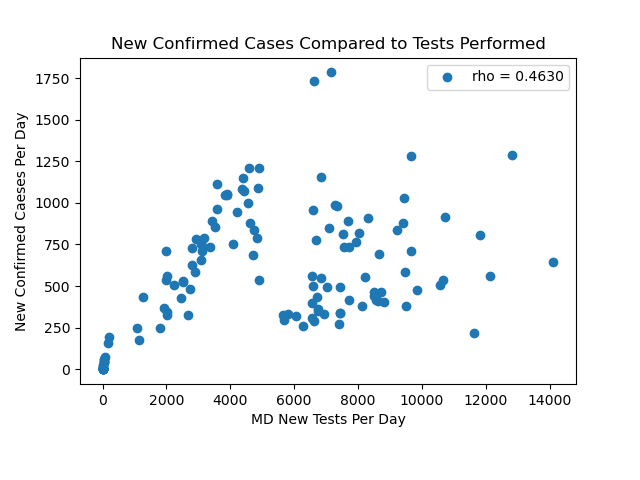 New Confirmed Cases Compared to Tests Performed
rho = 0.4630
New Confirmed Caeses Per Day
1750
1500
1250
1000
750
500
250
0
0 2000 4000 6000 8000 10000 12000 14000
MD New Tests Per Day